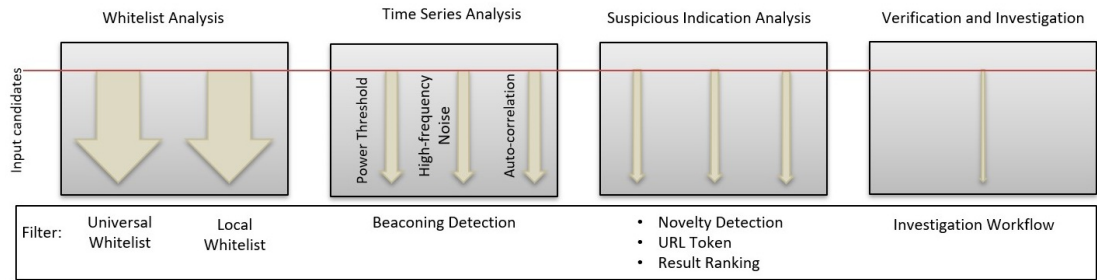 Whitelist Analysis
Time Series Analysis
Suspicious Indication Analysis
Verification and Investigation
Input candidates
Power Threshold
High-frequency
Noise
Auto-correlation
Filter:
Universal
Whitelist
Local
Whitelist
Beaconing Detection
• Novelty Detection
• URL Token
• Result Ranking
Investigation Workflow